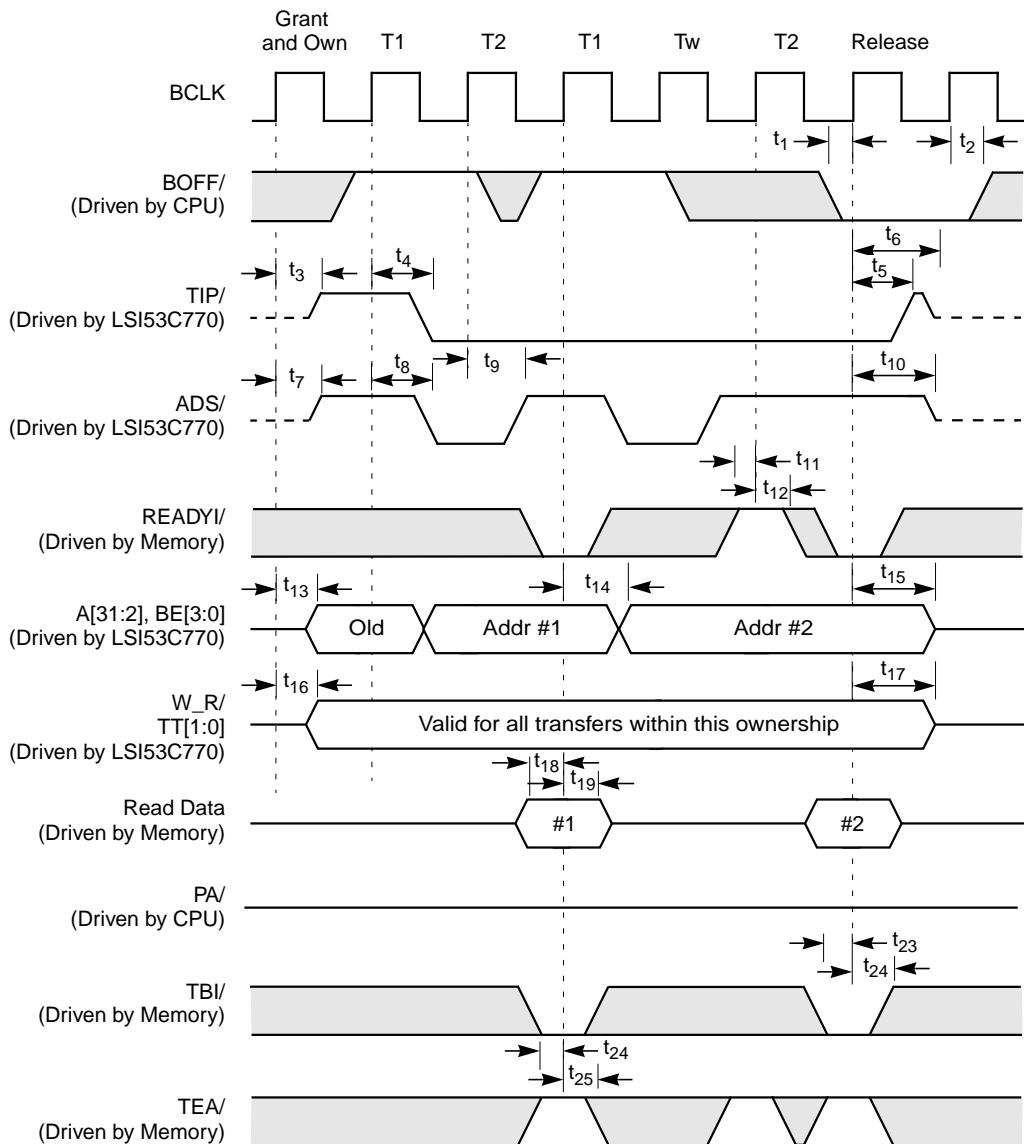 Grant
and Own T1 T2 T1 Tw T2 Release
BCLK
t1 t2
BOFF/
(Driven by CPU)
t6
t3 t4 t5
TIP/
(Driven by LSI53C770)
t7 t8 t9 t10
ADS/
(Driven by LSI53C770)
t11
t12
READYI/
(Driven by Memory)
t13 t14 t15
A[31:2], BE[3:0]
(Driven by LSI53C770)
Old Addr #1 Addr #2
t16 t17
W_R/
TT[1:0]
(Driven by LSI53C770)
Valid for all transfers within this ownership
t18
t19
Read Data
(Driven by Memory)
#1 #2
PA/
(Driven by CPU)
t23
t24
TBI/
(Driven by Memory)
t24
t25
TEA/
(Driven by Memory)